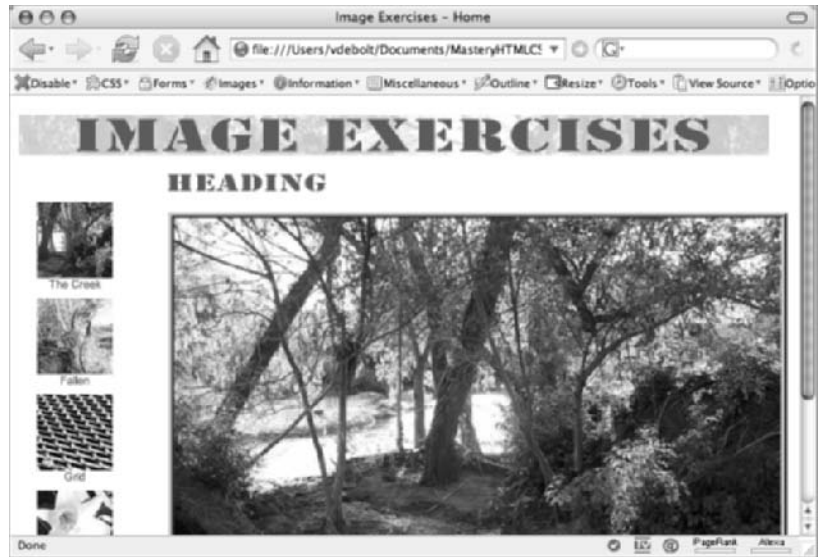 Image Exercises – Home
file:///Users/vdebolt/Documents/MasteryHTMLCS
G
Disable CSS Forms Images Information Miscellaneous Outline Resize Tools View Source Optio
IMAGE EXERCISES
HEADING
The Creek
Fallen
Grid
Done PageRank Alexa